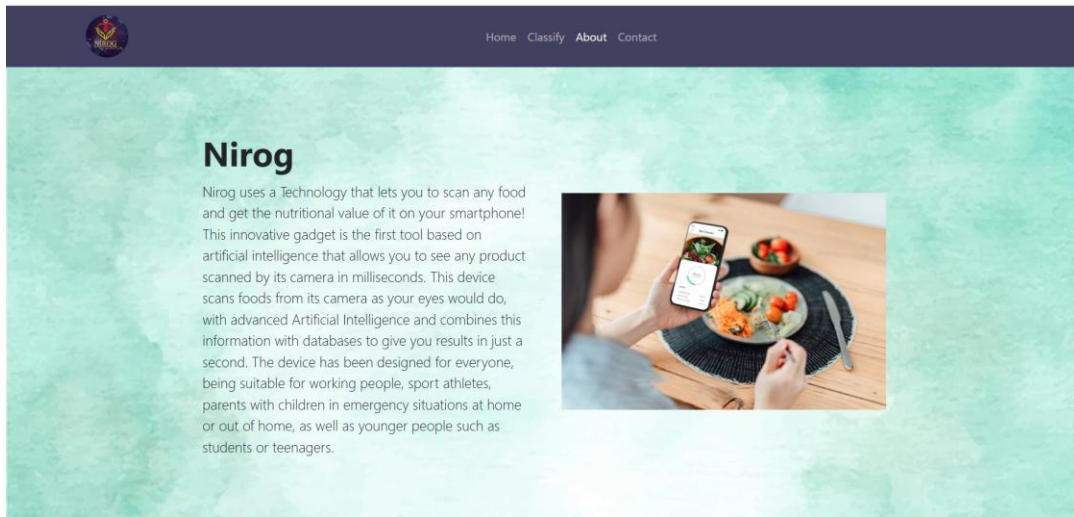 NIROG
Home Classify About Contact
Nirog
Nirog uses a Technology that lets you to scan any food
and get the nutritional value of it on your smartphone!
This innovative gadget is the first tool based on
artificial intelligence that allows you to see any product
scanned by its camera in milliseconds. This device
scans foods from its camera as your eyes would do,
with advanced Artificial Intelligence and combines this
information with databases to give you results in just a
second. The device has been designed for everyone,
being suitable for working people, sport athletes,
parents with children in emergency situations at home
or out of home, as well as younger people such as
students or teenagers.